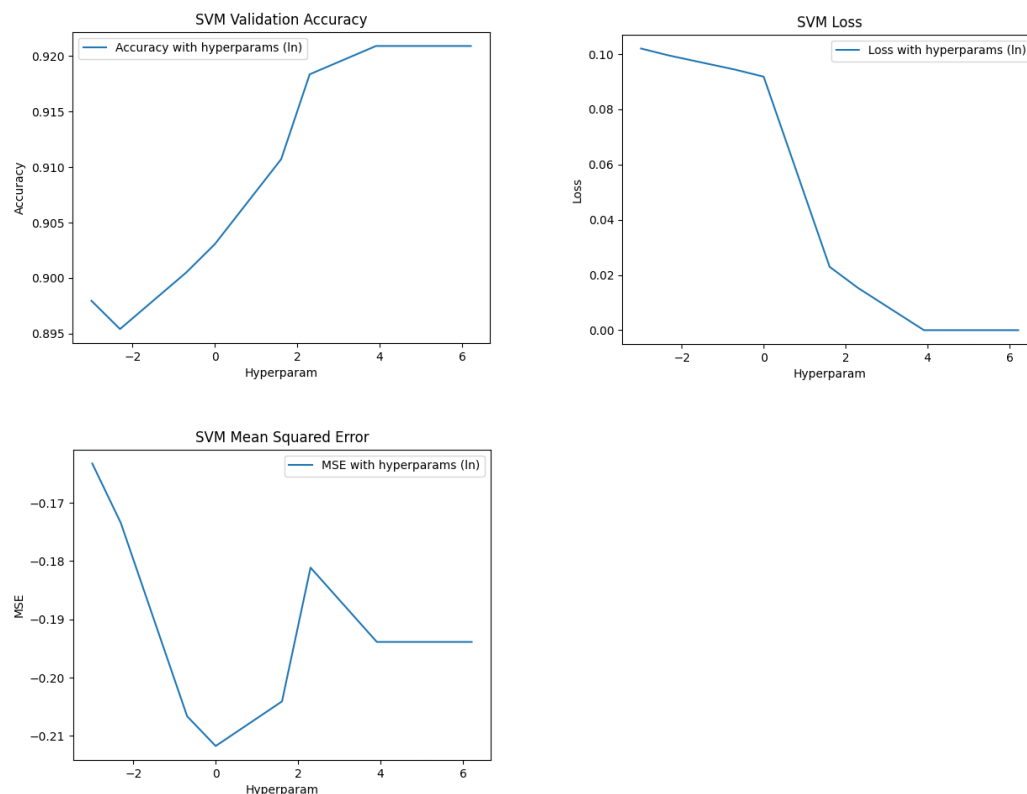 SVM Validation Accuracy
Accuracy with hyperparams (ln)
0.920
0.915
0.910
0.905
0.900
0.895
Accuracy
−2 0 2 4 6
Hyperparam
SVM Loss
Loss with hyperparams (ln)
0.10
0.08
0.06
0.04
0.02
0.00
Loss
−2 0 2 4 6
Hyperparam
SVM Mean Squared Error
MSE with hyperparams (ln)
−0.17
−0.18
−0.19
−0.20
−0.21
MSE
−2 0 2 4 6
Hyperparam